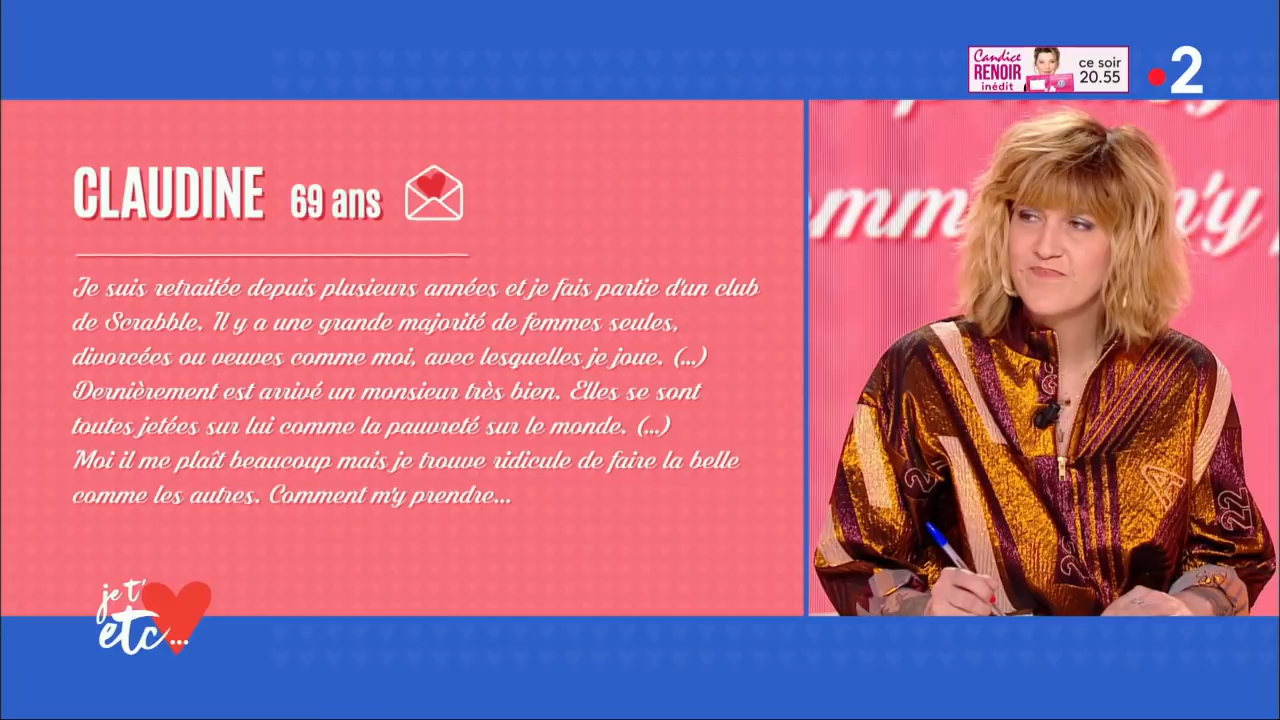 Candice
RENOIR
inédit
ce soir
20.55
2
CLAUDINE 69 ans
Je suis retraitée depuis plusieurs années et je fais partie d'un club
de Scrabble. Il y a une grande majorité de femmes seules,
divorcées ou veuves comme moi, avec lesquelles je joue. (...)
Dernièrement est arrivé un monsieur très bien. Elles se sont
toutes jetées sur lui comme la pauvreté sur le monde. (...)
Moi il me plaît beaucoup mais je trouve ridicule de faire la belle
comme les autres. Comment m'y prendre...
m'y
22
je t'
etc...